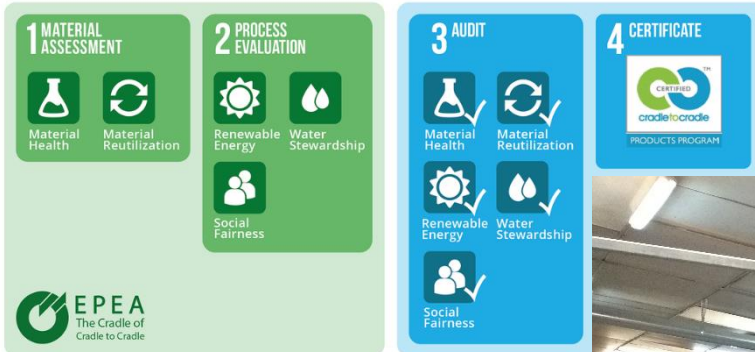 1 MATERIAL
ASSESSMENT
Material
Health
Material
Reutilization
2 PROCESS
EVALUATION
Renewable
Energy
Water
Stewardship
Social
Fairness
EPEA
The Cradle of
Cradle to Cradle
3 AUDIT
Material
Health
Material
Reutilization
Renewable
Energy
Water
Stewardship
Social
Fairness
4 CERTIFICATE
TM
CERTIFIED
cradletocradle
PRODUCTS PROGRAM